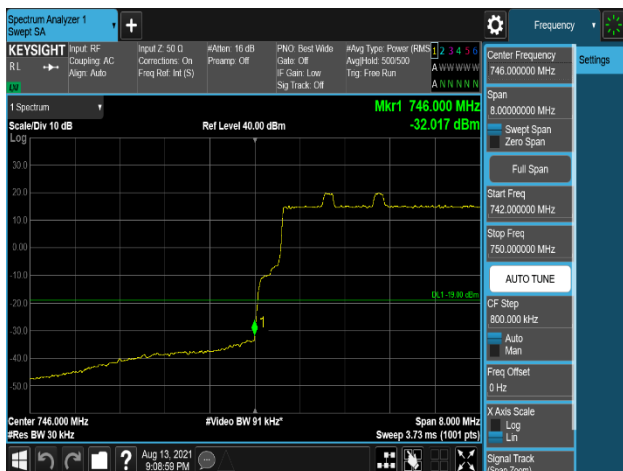 Spectrum Analyzer 1
Swept SA
+
Frequency
KEYSIGHT
RL
Input: RF
Coupling: AC
Align: Auto
Input Z: 50 Ω
Corrections: On
Freq Ref: Int (S)
#Atten: 16 dB
Preamp: Off
PNO: Best Wide
Gate: Off
IF Gain: Low
Sig Track: Off
#Avg Type: Power (RMS
Avg|Hold: 500/500
Trig: Free Run
1 2 3 4 5 6
A W W W W W
A N N N N N
LW
1 Spectrum
Scale/Div 10 dB
Log
Ref Level 40.00 dBm
Mkr1 746.000 MHz
-32.017 dBm
30.0
20.0
10.0
0.00
-10.0
-20.0
-30.0
-40.0
-50.0
DL1 -19.00 dBm
1
Center 746.000 MHz
#Res BW 30 kHz
#Video BW 91 kHz*
Span 8.000 MHz
Sweep 3.73 ms (1001 pts)
?
Aug 13, 2021
9:08:59 PM
Center Frequency
746.000000 MHz
Span
8.00000000 MHz
Swept Span
Zero Span
Full Span
Start Freq
742.000000 MHz
Stop Freq
750.000000 MHz
AUTO TUNE
CF Step
800.000 kHz
Auto
Man
Freq Offset
0 Hz
X Axis Scale
Log
Lin
Signal Track
(Span Zoom)
Settings